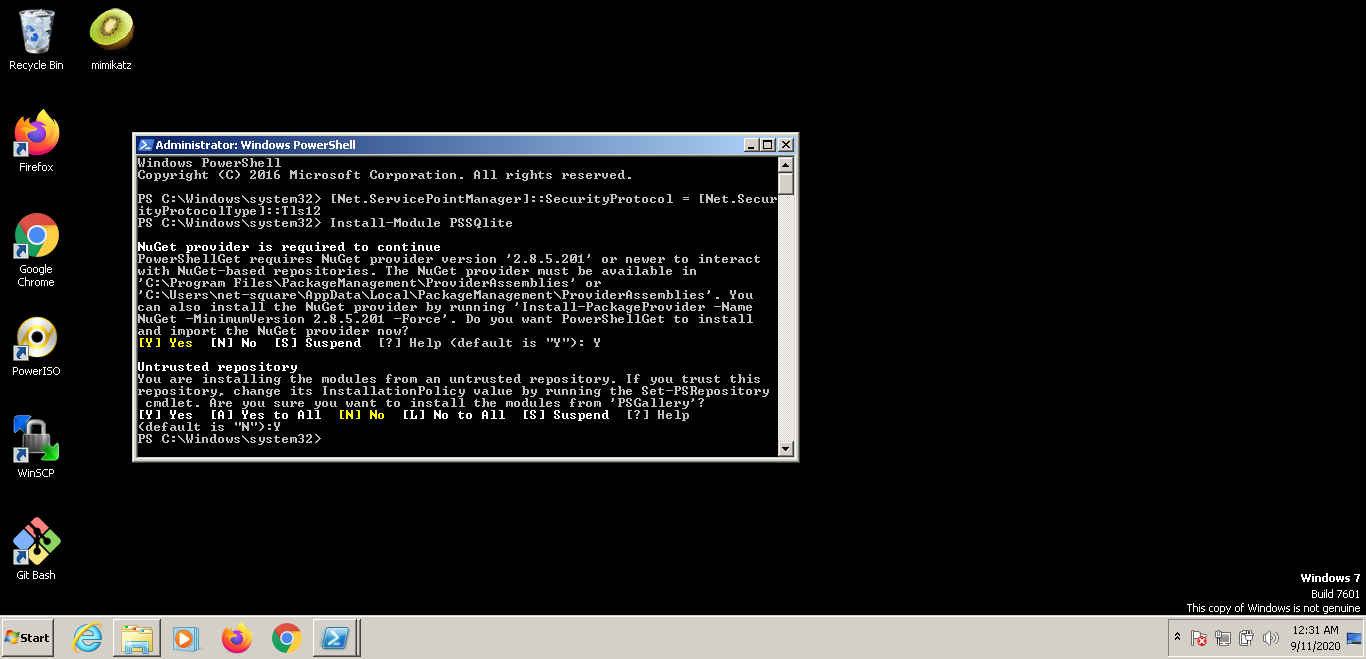 Recycle Bin
mimikatz
Firefox
Google
Chrome
PowerISO
WinSCP
Git Bash
Administrator: Windows PowerShell
Windows PowerShell
Copyright (C) 2016 Microsoft Corporation. All rights reserved.
PS C:\Windows\system32> [Net.ServicePointManager]::SecurityProtocol = [Net.Secur
ityProtocolType]::Tls12
PS C:\Windows\system32> Install-Module PSSQlite
NuGet provider is required to continue
PowerShellGet requires NuGet provider version '2.8.5.201' or newer to interact
with NuGet-based repositories. The NuGet provider must be available in
'C:\Program Files\PackageManagement\ProviderAssemblies' or
'C:\Users\net-square\AppData\Local\PackageManagement\ProviderAssemblies'. You
can also install the NuGet provider by running 'Install-PackageProvider -Name
NuGet -MinimumVersion 2.8.5.201 -Force'. Do you want PowerShellGet to install
and import the NuGet provider now?
[Y] Yes  [N] No  [S] Suspend  [?] Help (default is "Y"): Y
Untrusted repository
You are installing the modules from an untrusted repository. If you trust this
repository, change its InstallationPolicy value by running the Set-PSRepository
cmdlet. Are you sure you want to install the modules from 'PSGallery'?
[Y] Yes  [A] Yes to All  [N] No  [L] No to All  [S] Suspend  [?] Help
(default is "N"):Y
PS C:\Windows\system32>
Windows 7
Build 7601
This copy of Windows is not genuine
Start
12:31 AM
9/11/2020